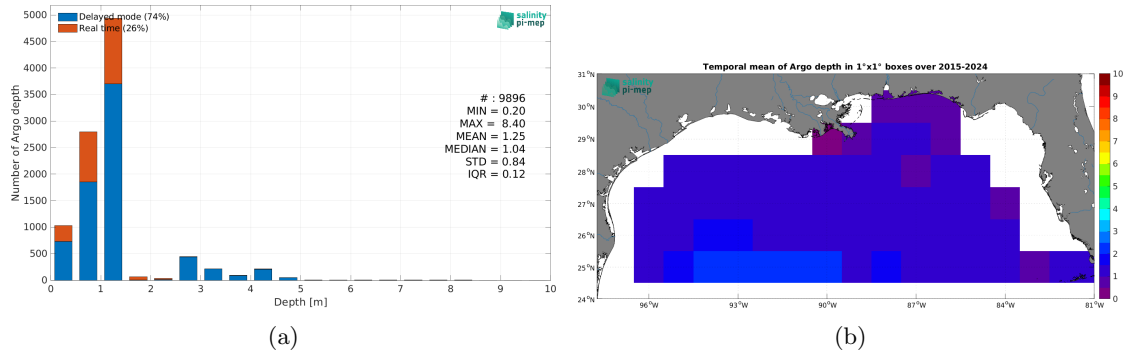 Delayed mode (74%)
Real time (26%)
salinity
pi-mep
5000
4500
4000
3500
3000
2500
2000
1500
1000
500
0
Number of Argo depth
# : 9896
MIN = 0.20
MAX = 8.40
MEAN = 1.25
MEDIAN = 1.04
STD = 0.84
IQR = 0.12
0 1 2 3 4 5 6 7 8 9 10
Depth [m]
(a)
Temporal mean of Argo depth in 1°x1° boxes over 2015-2024
salinity
pi-mep
31°N
30°N
29°N
28°N
27°N
26°N
25°N
24°N
96°W 93°W 90°W 87°W 84°W 81°W
10
9
8
7
6
5
4
3
2
1
0
(b)